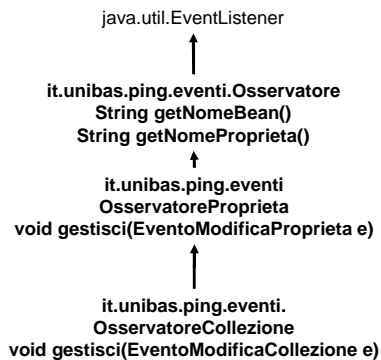 java.util.EventListener
it.unibas.ping.eventi.Osservatore
String getNomeBean()
String getNomeProprieta()
it.unibas.ping.eventi
OsservatoreProprieta
void gestisci(EventoModificaProprieta e)
it.unibas.ping.eventi.
OsservatoreCollezione
void gestisci(EventoModificaCollezione e)